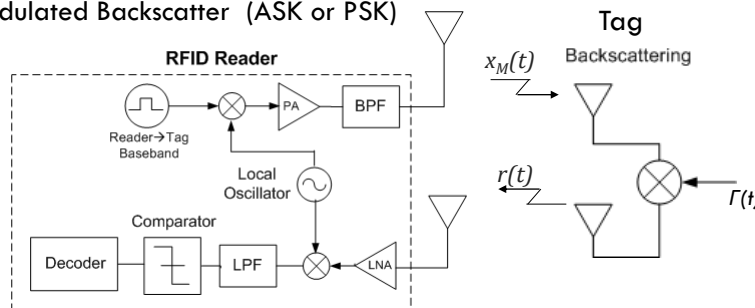 dulated Backscatter (ASK or PSK)
Tag
RFID Reader
x_M(t)
Backscattering
PA
BPF
Reader→Tag
Baseband
Local
Oscillator
r(t)
Γ(t)
Comparator
Decoder
LPF
LNA